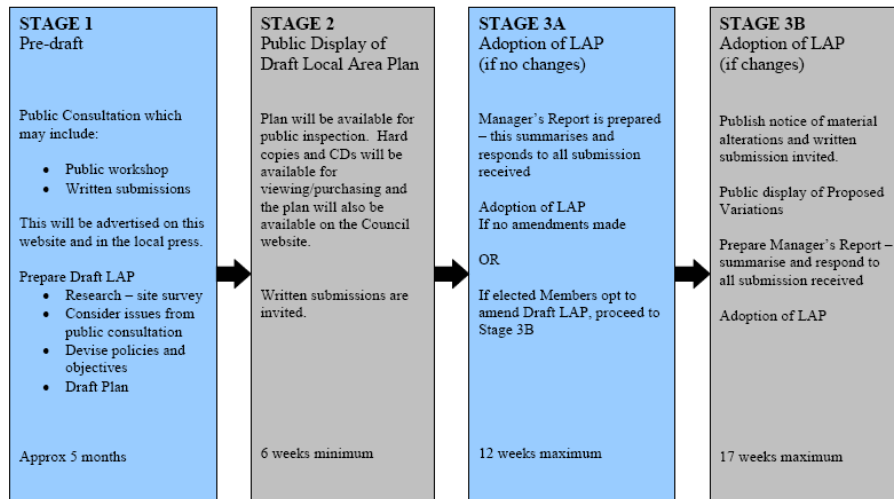 STAGE 1
Pre-draft
Public Consultation which
may include:
• Public workshop
• Written submissions
This will be advertised on this
website and in the local press.
Prepare Draft LAP
• Research – site survey
• Consider issues from
public consultation
• Devise policies and
objectives
• Draft Plan
Approx 5 months
STAGE 2
Public Display of
Draft Local Area Plan
Plan will be available for
public inspection. Hard
copies and CDs will be
available for
viewing/purchasing and
the plan will also be
available on the Council
website.
Written submissions are
invited.
6 weeks minimum
STAGE 3A
Adoption of LAP
(if no changes)
Manager's Report is prepared
– this summarises and
responds to all submission
received
Adoption of LAP
If no amendments made
OR
If elected Members opt to
amend Draft LAP, proceed to
Stage 3B
12 weeks maximum
STAGE 3B
Adoption of LAP
(if changes)
Publish notice of material
alterations and written
submission invited.
Public display of Proposed
Variations
Prepare Manager's Report –
summarise and respond to
all submission received
Adoption of LAP
17 weeks maximum